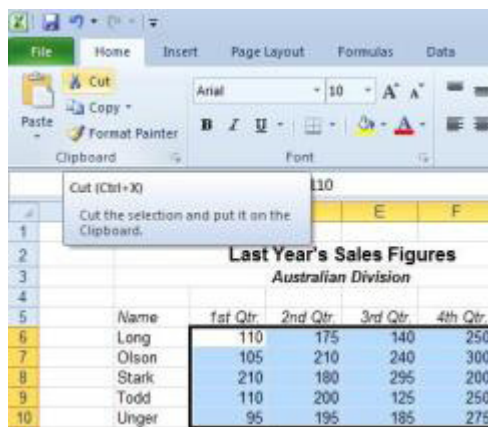 File Home Insert Page Layout Formulas Data
Cut
Copy
Paste
Format Painter
Arial 10 A A
B I U A
Clipboard Font
Cut (Ctrl+X)
110
Cut the selection and put it on the
Clipboard.
E F
1
2 Last Year's Sales Figures
3 Australian Division
4
5 Name 1st Qtr. 2nd Qtr. 3rd Qtr. 4th Qtr.
6 Long 110 175 140 250
7 Olson 105 210 240 300
8 Stark 210 180 295 200
9 Todd 110 200 125 250
10 Unger 95 195 185 275